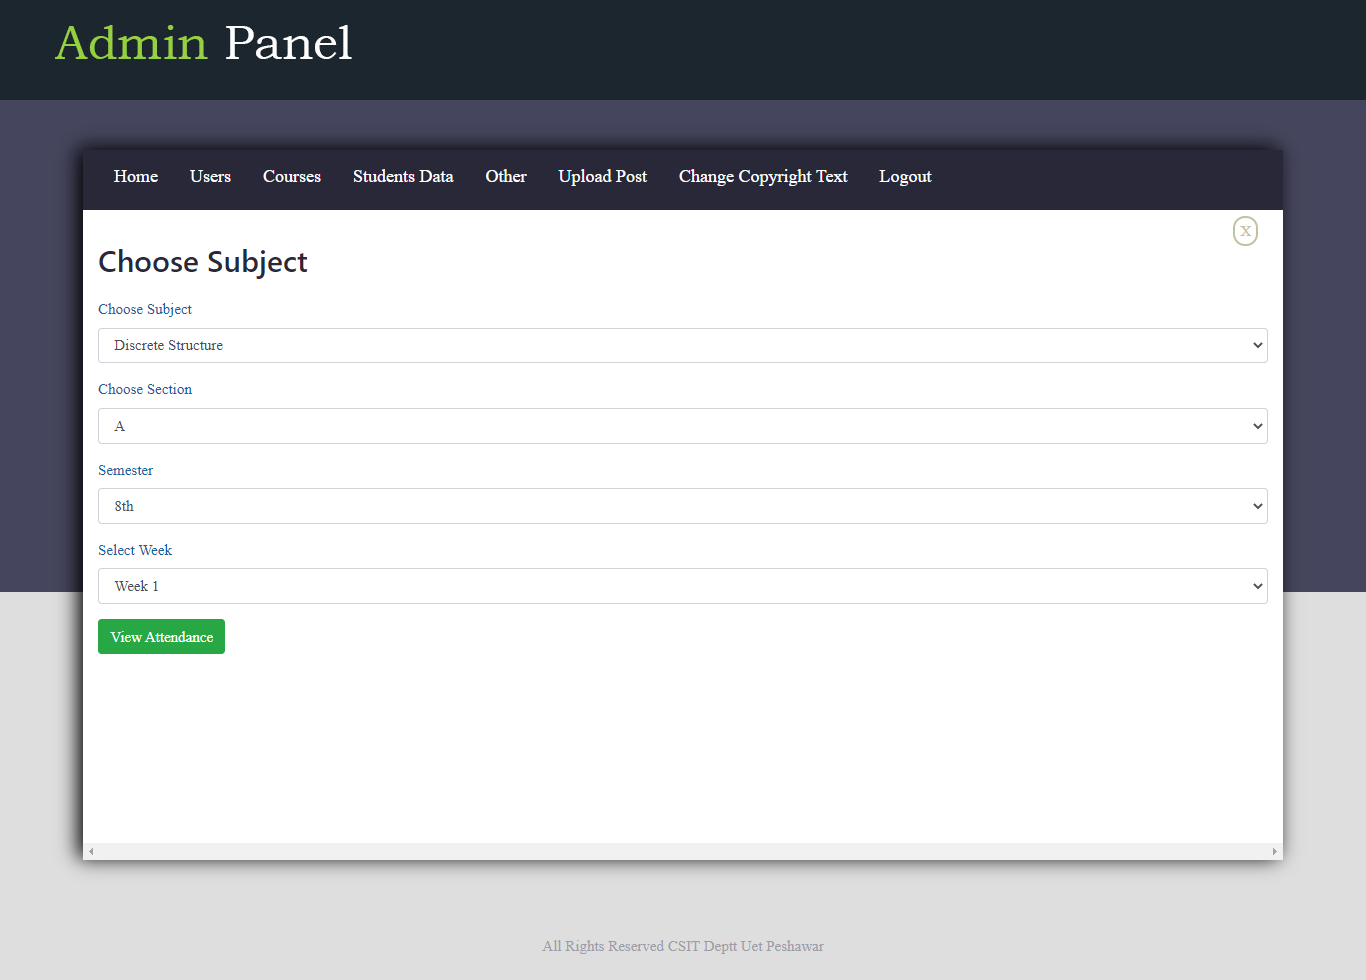 Admin Panel
Home Users Courses Students Data Other Upload Post Change Copyright Text Logout
X
Choose Subject
Choose Subject
Discrete Structure
Choose Section
A
Semester
8th
Select Week
Week 1
View Attendance
All Rights Reserved CSIT Deptt Uet Peshawar